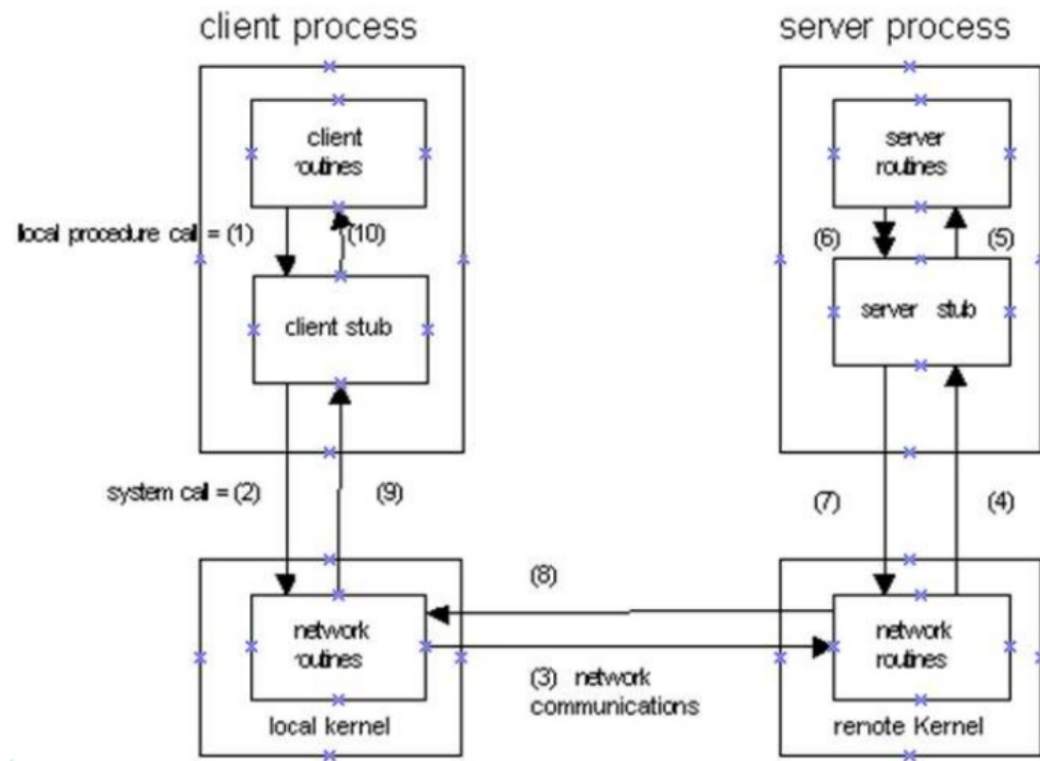 client process
server process
client
routines
server
routines
local procedure call = (1)
(10)
(6)
(5)
client stub
server stub
system call = (2)
(9)
(7)
(4)
(8)
network
routines
network
routines
(3) network
communications
local kernel
remote Kernel